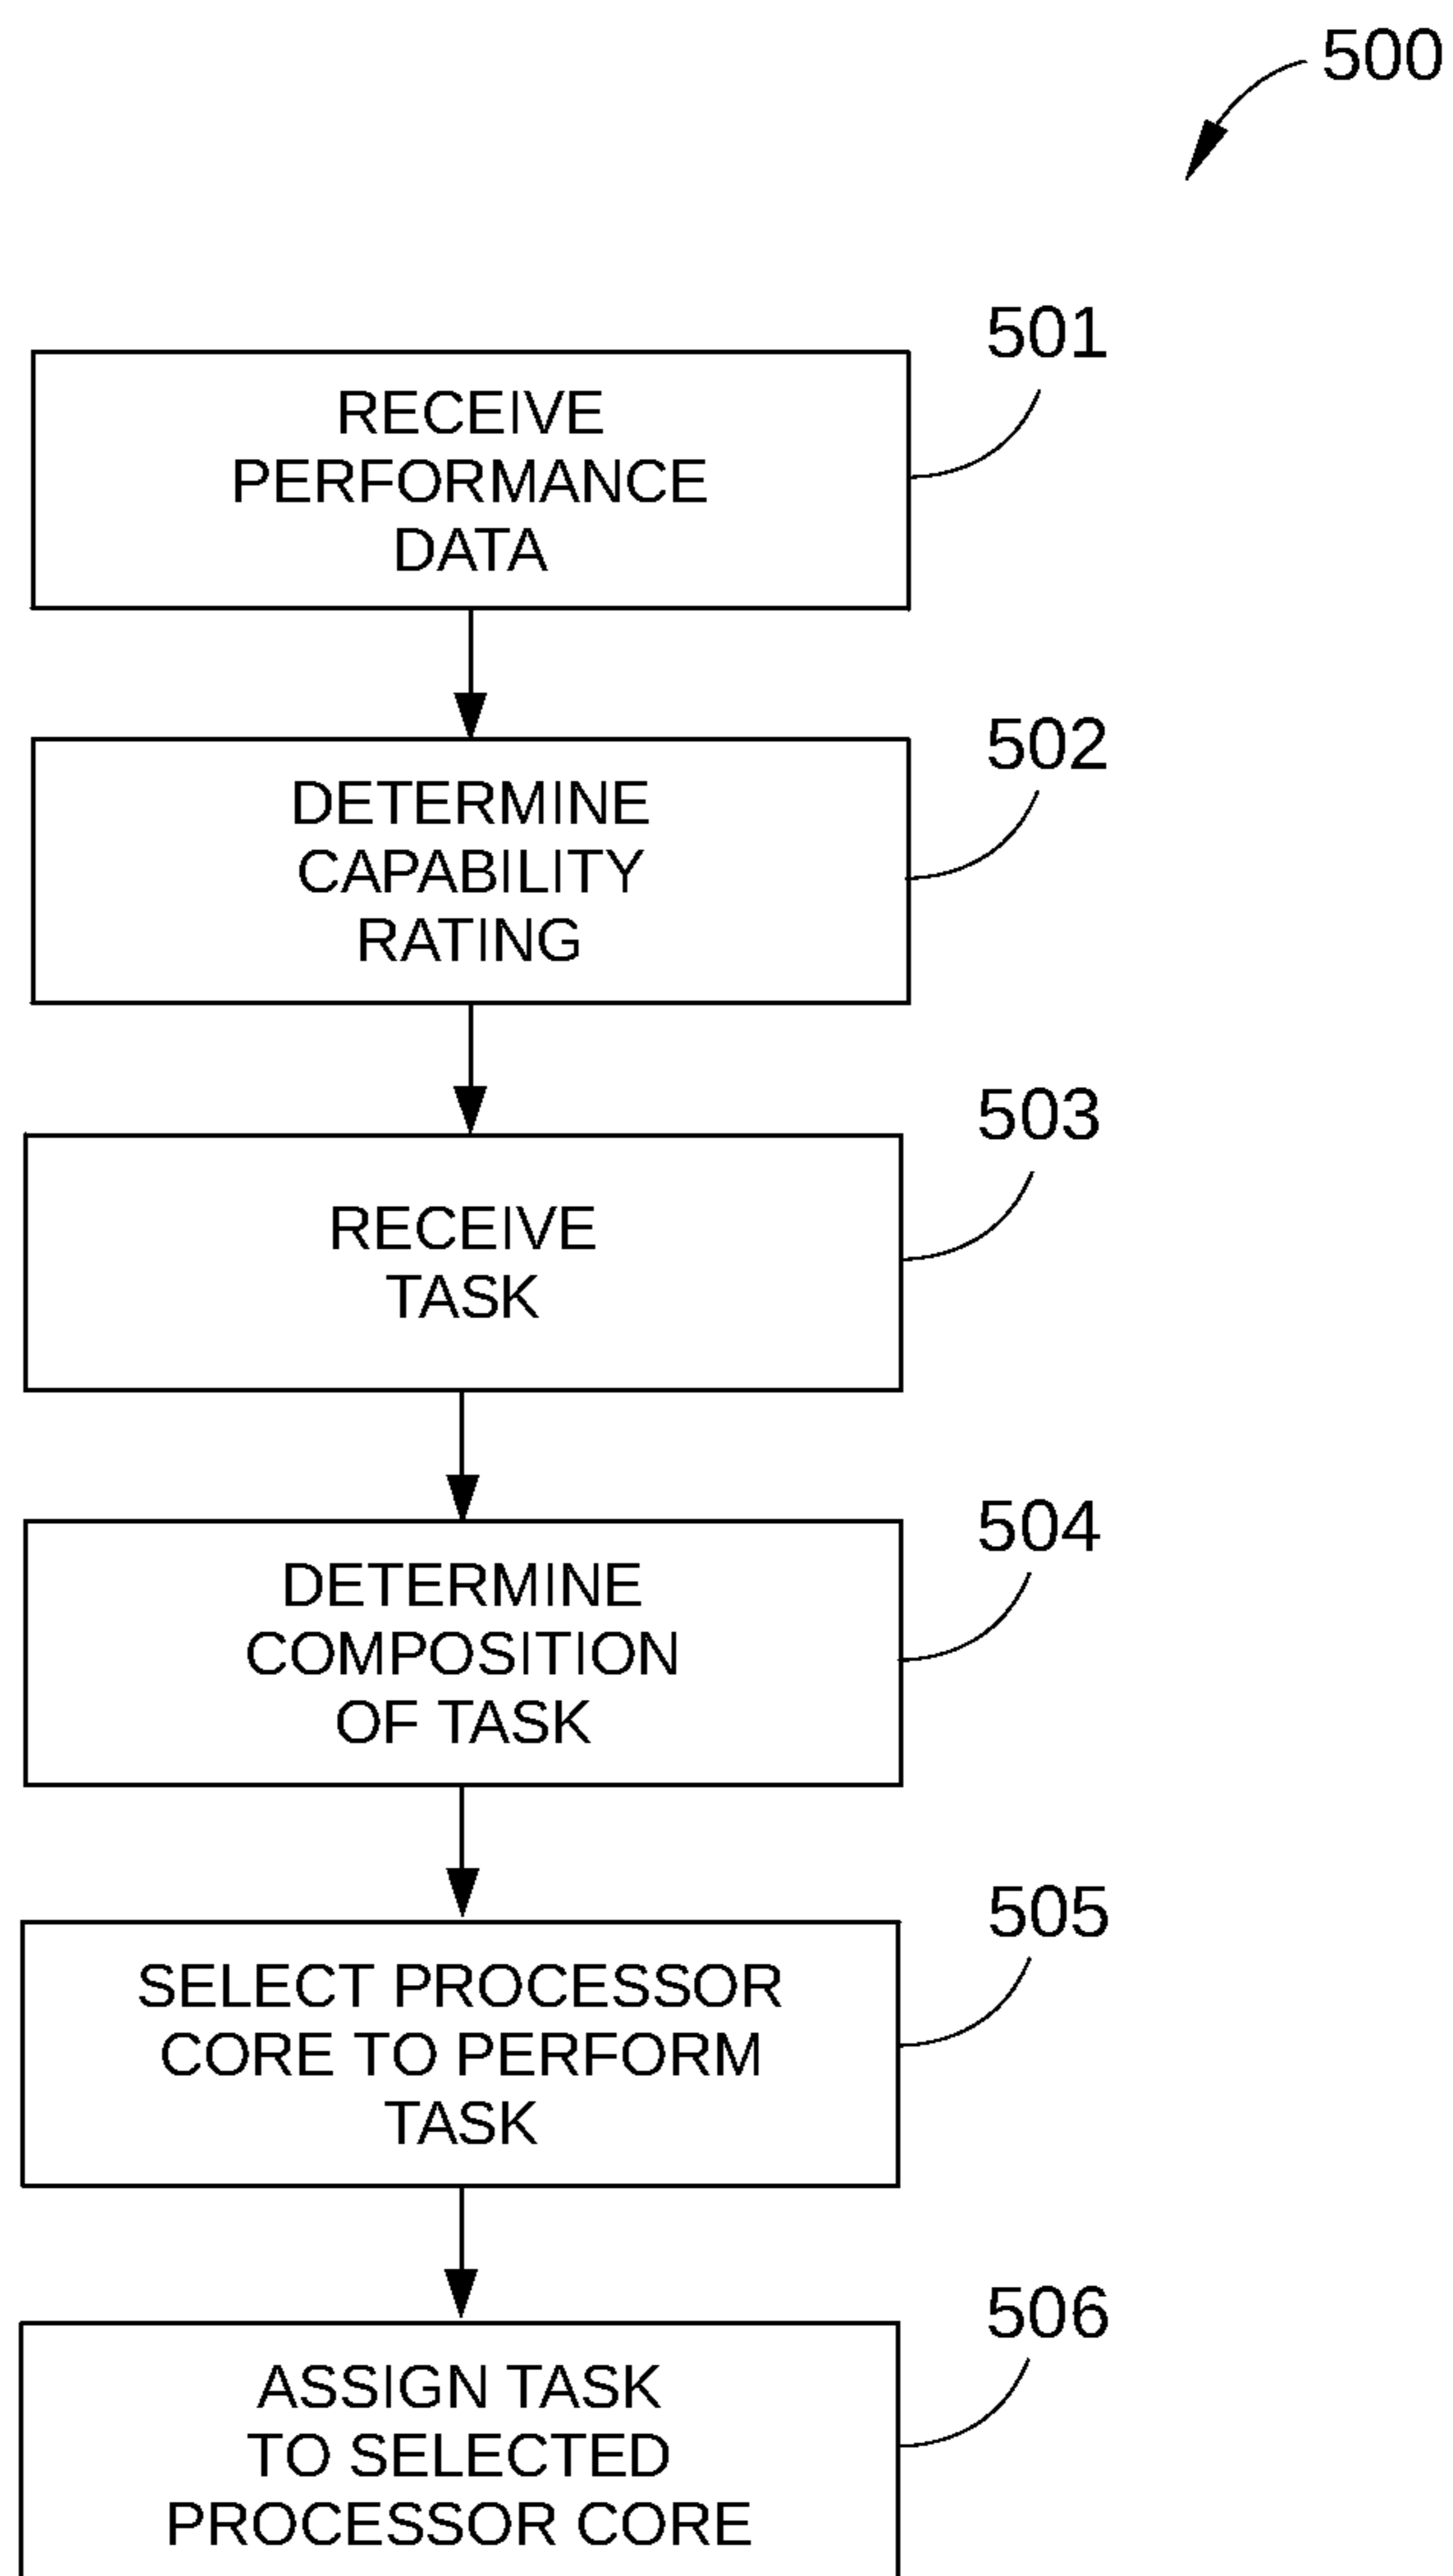 500
501
RECEIVE
PERFORMANCE
DATA
502
DETERMINE
CAPABILITY
RATING
503
RECEIVE
TASK
504
DETERMINE
COMPOSITION
OF TASK
505
SELECT PROCESSOR
CORE TO PERFORM
TASK
506
ASSIGN TASK
TO SELECTED
PROCESSOR CORE